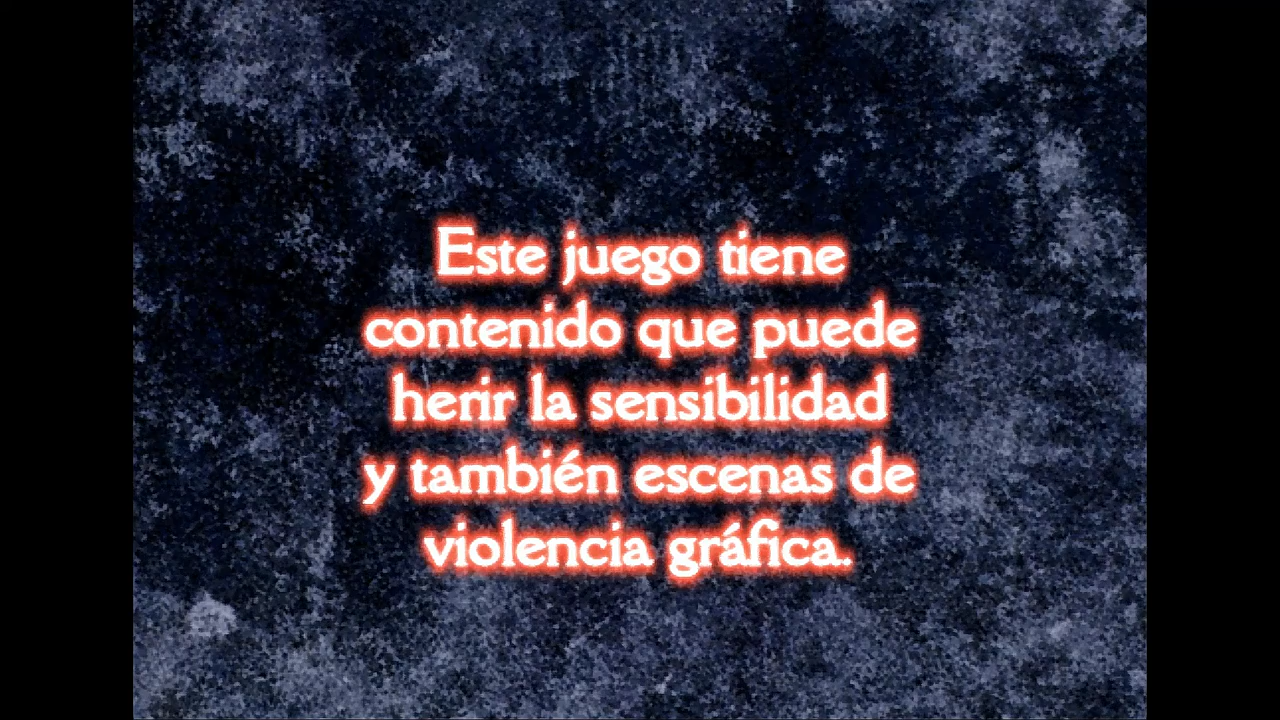 Este juego tiene
contenido que puede
herir la sensibilidad
y también escenas de
violencia gráfica.